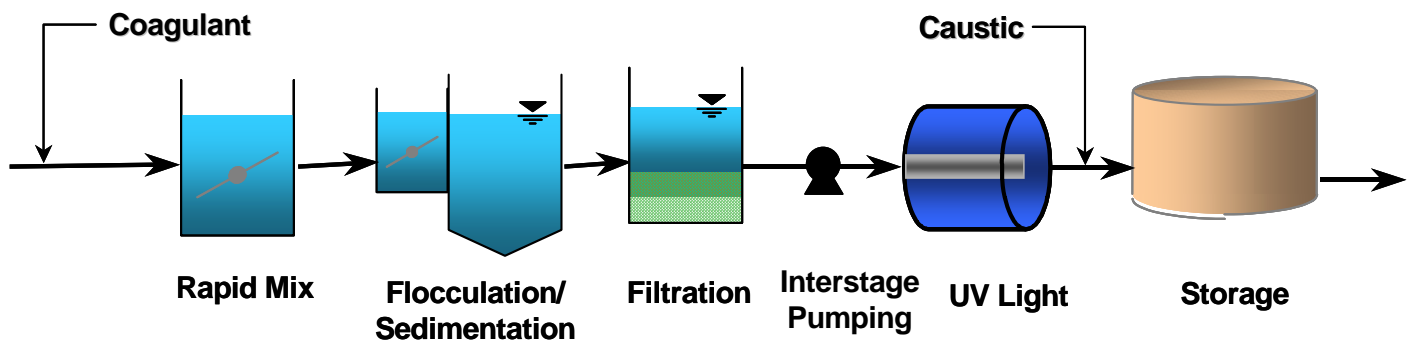 Coagulant
Caustic
Rapid Mix
Flocculation/
Sedimentation
Filtration
Interstage
Pumping
UV Light
Storage